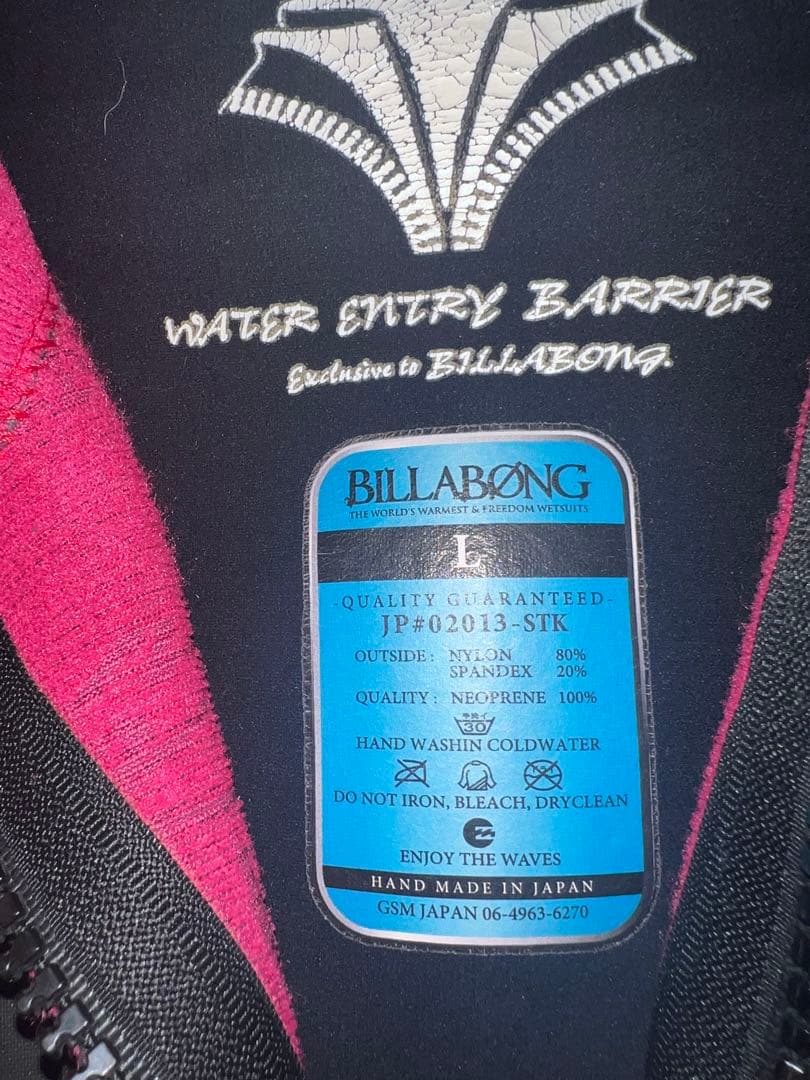 WATER ENTRY BARRIER
Exclusive to BILLABONG.
BILLABONG
THE WORLD'S WARMEST & FREEDOM WETSUITS
L
-QUALITY GUARANTEED-
JP#02013-STK
OUTSIDE : NYLON 80%
SPANDEX 20%
QUALITY : NEOPRENE 100%
30
HAND WASHIN COLDWATER
DO NOT IRON, BLEACH, DRYCLEAN
ENJOY THE WAVES
HAND MADE IN JAPAN
GSM JAPAN 06-4963-6270